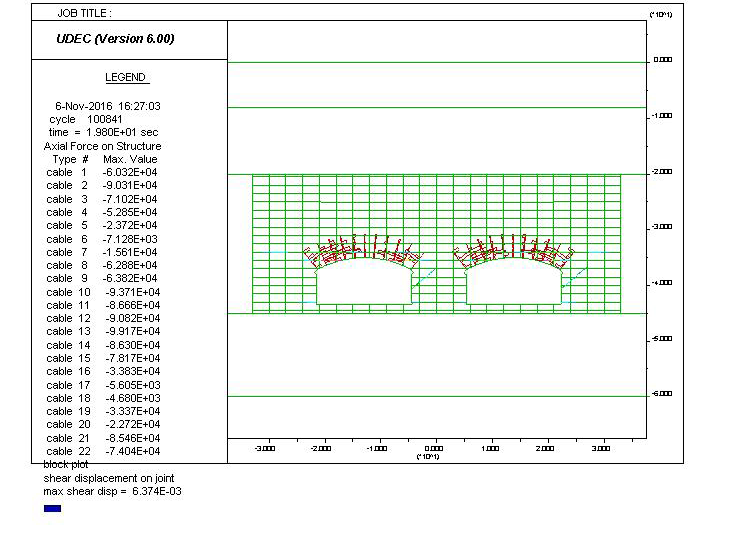 JOB TITLE :
(*10^1)
UDEC (Version 6.00)
LEGEND
6-Nov-2016 16:27:03
cycle 100841
time = 1.980E+01 sec
Axial Force on Structure
Type # Max. Value
cable 1 -6.032E+04
cable 2 -9.031E+04
cable 3 -7.102E+04
cable 4 -5.285E+04
cable 5 -2.372E+04
cable 6 -7.128E+03
cable 7 -1.561E+04
cable 8 -6.288E+04
cable 9 -6.382E+04
cable 10 -9.371E+04
cable 11 -8.666E+04
cable 12 -9.082E+04
cable 13 -9.917E+04
cable 14 -8.630E+04
cable 15 -7.817E+04
cable 16 -3.383E+04
cable 17 -5.605E+03
cable 18 -4.680E+03
cable 19 -3.337E+04
cable 20 -2.272E+04
cable 21 -8.546E+04
cable 22 -7.404E+04
block plot
shear displacement on joint
max shear disp = 6.374E-03
0.000
-1.000
-2.000
-3.000
-4.000
-5.000
-6.000
-3.000 -2.000 -1.000 0.000 1.000 2.000 3.000
(*10^1)